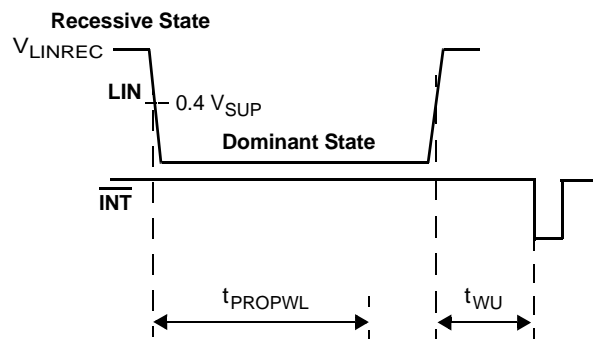 Recessive State
VLINREC
LIN
0.4 VSUP
Dominant State
INT
tPROPWL
tWU